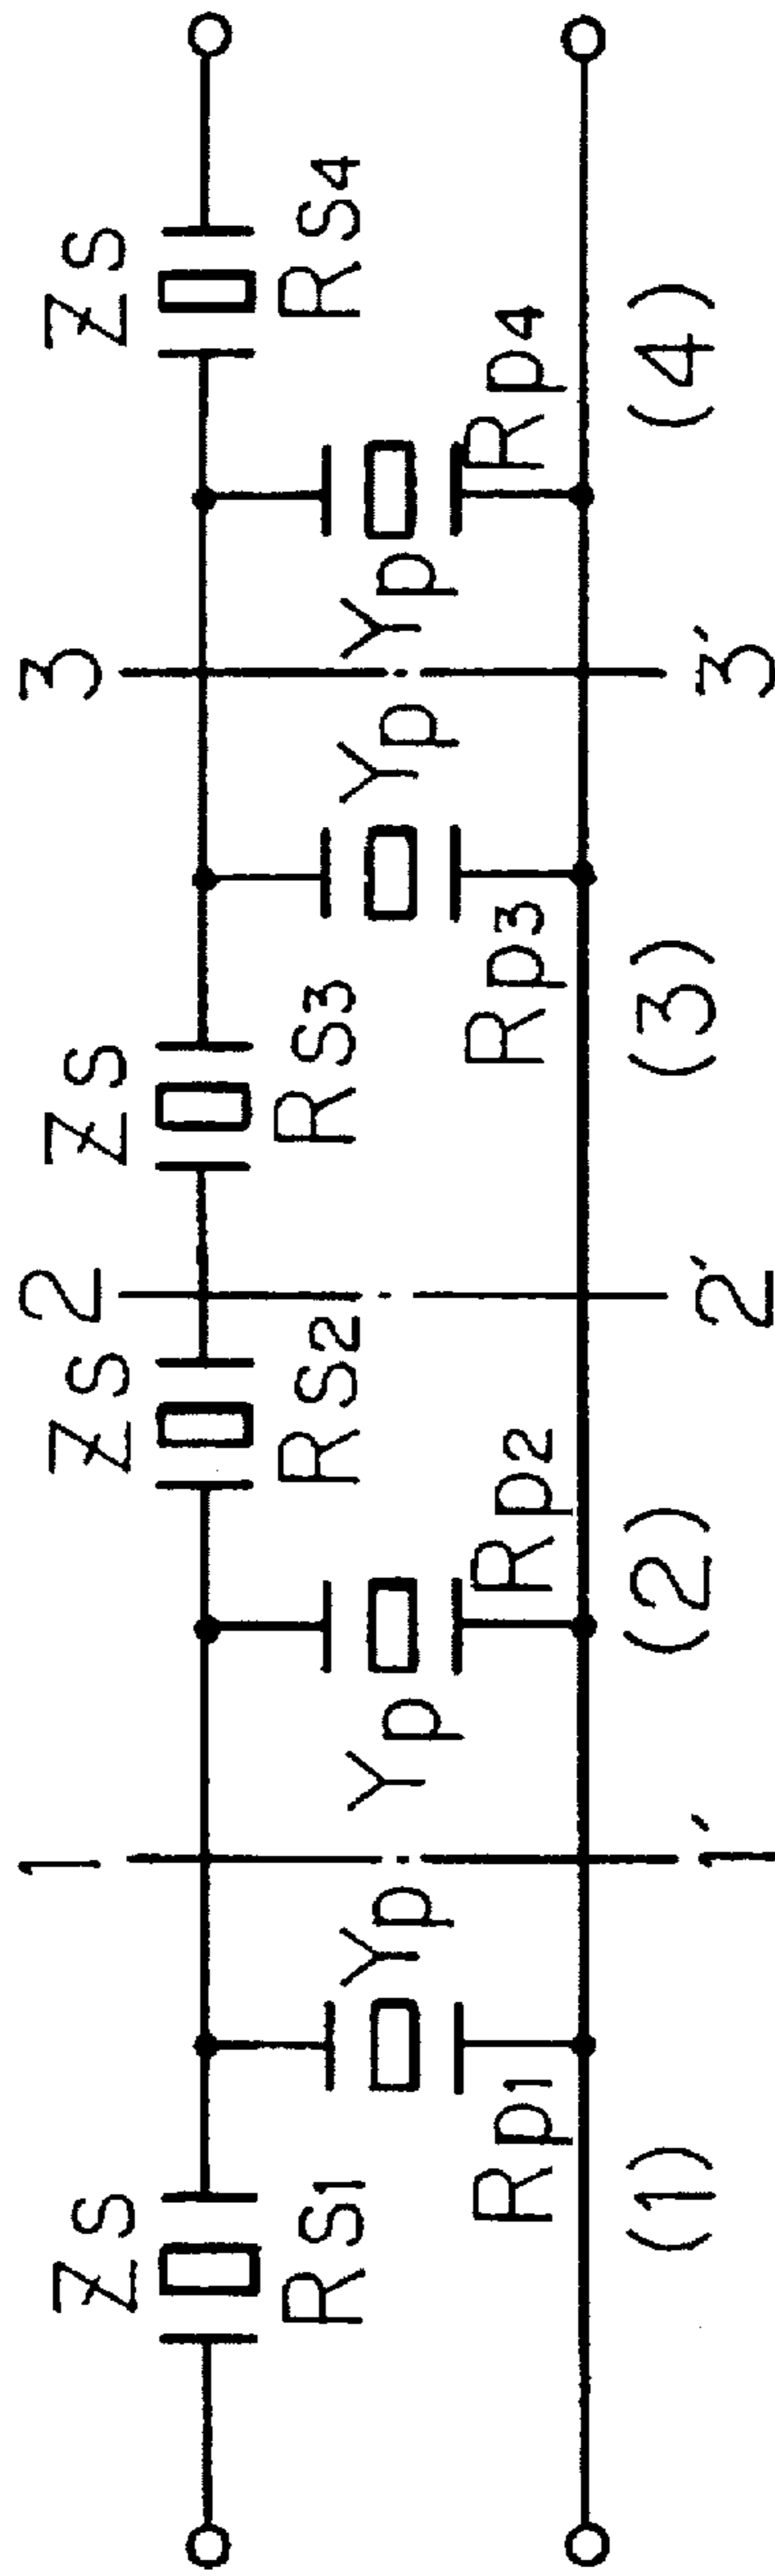 1 2 3
ZS ZS ZS ZS
RS1 RS2 RS3 RS4
Yp Yp Yp Yp
Rp1 Rp2 Rp3 Rp4
(1) (2) (3) (4)
1′ 2′ 3′